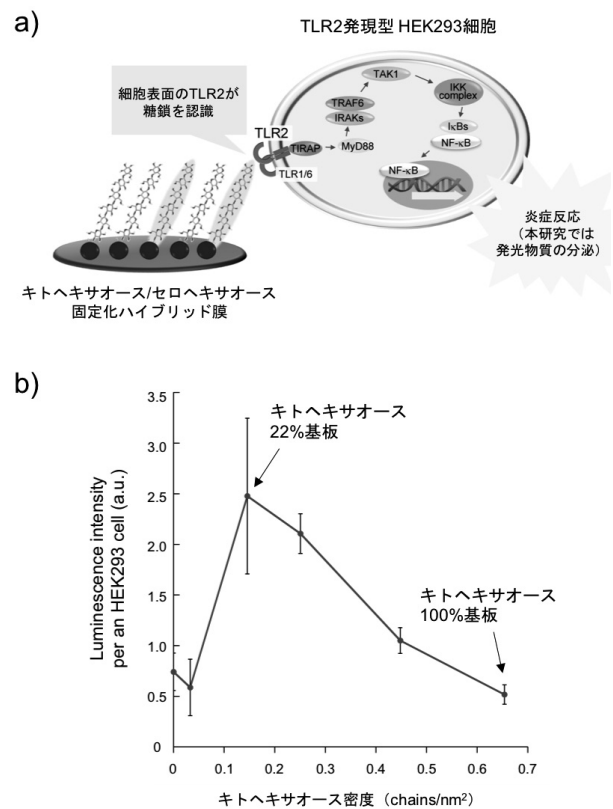 a)
TLR2発現型 HEK293細胞
細胞表面のTLR2が
糖鎖を認識
TAK1
IKK
complex
TRAF6
IRAKs
IκBs
NF-κB
TLR2
TIRAP
MyD88
TLR1/6
NF-κB
炎症反応
(本研究では
発光物質の分泌)
キトヘキサオース/セロヘキサオース
固定化ハイブリッド膜
b)
キトヘキサオース
22%基板
キトヘキサオース
100%基板
Luminescence intensity
per an HEK293 cell (a.u.)
3.5
3.0
2.5
2.0
1.5
1.0
0.5
0
0
0.1
0.2
0.3
0.4
0.5
0.6
0.7
キトヘキサオース密度 (chains/nm²)